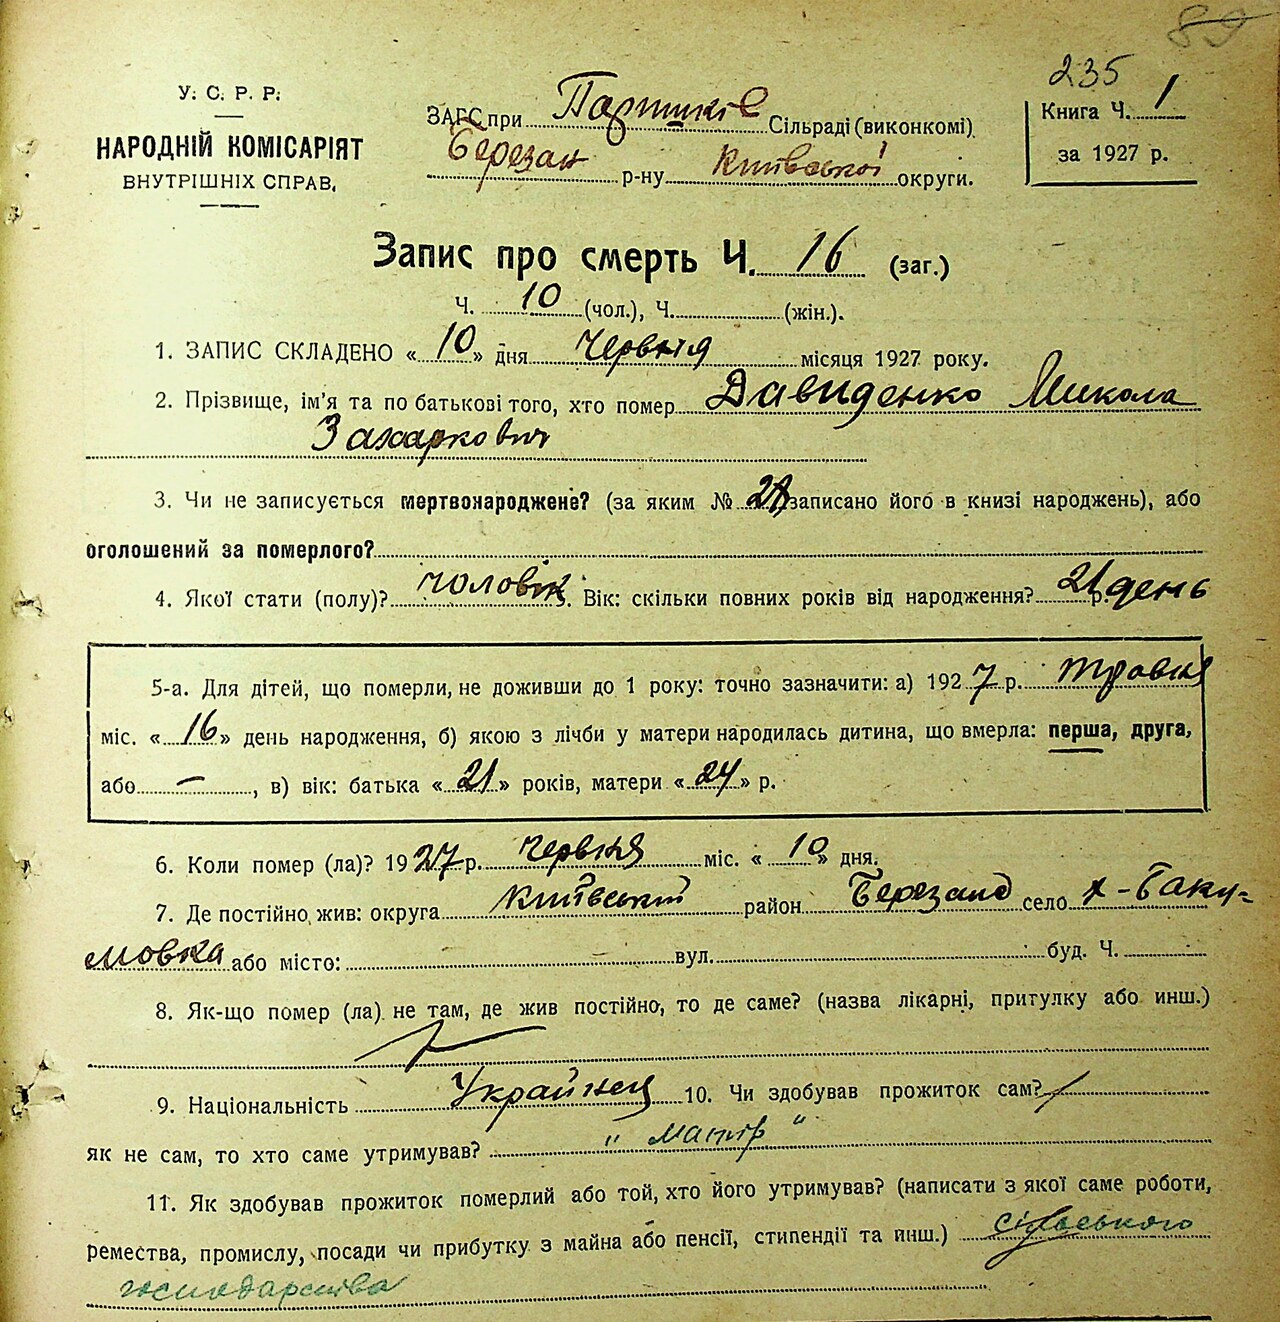 89
235
У. С. Р. Р.
НАРОДНІЙ КОМІСАРІЯТ
ВНУТРІШНІХ СПРАВ.
ЗАГС при Паришків Сільраді (виконкомі).
Березан р-ну Київської округи.
Книга Ч. 1
за 1927 р.
Запис про смерть Ч. 16 (заг.)
Ч. 10 (чол.), Ч. (жін.).
1. ЗАПИС СКЛАДЕНО « 10 » дня Червня місяця 1927 року.
2. Прізвище, ім'я та по батькові того, хто помер Давиденко Микола
Захаркович
3. Чи не записується мертвонароджене? (за яким № 28 записано його в книзі народжень), або
оголошений за померлого?
4. Якої стати (полу)? чоловік. Вік: скільки повних років від народження? 21 р. день
5-а. Для дітей, що померли, не доживши до 1 року: точно зазначити: а) 1927 р. Травня
міс. « 16 » день народження, б) якою з лічби у матери народилась дитина, що вмерла: перша, друга,
або — , в) вік: батька « 21 » років, матери « 24 » р.
6. Коли помер (ла)? 1927 р. Червня міс. « 10 » дня.
7. Де постійно жив: округа Київський район Березанс село х-Баку-
мовка або місто: — вул. буд. Ч.
8. Як-що помер (ла) не там, де жив постійно, то де саме? (назва лікарні, притулку або инш.)
9. Національність Українец 10. Чи здобував прожиток сам? /
як не сам, то хто саме утримував? " матір "
11. Як здобував прожиток померлий або той, хто його утримував? (написати з якої саме роботи,
ремества, промислу, посади чи прибутку з майна або пенсії, стипендії та инш.) сільського
господарства